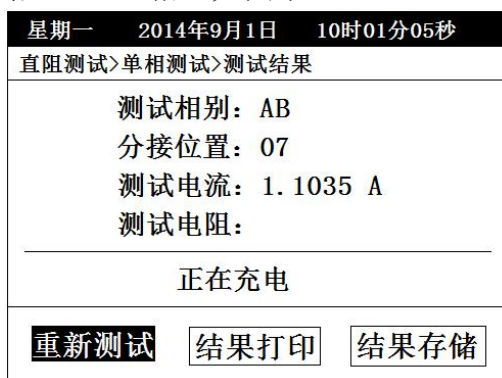 星期一 2014年9月1日 10时01分05秒
直阻测试>单相测试>测试结果
测试相别：AB
分接位置：07
测试电流：1.1035 A
测试电阻：
正在充电
重新测试 结果打印 结果存储